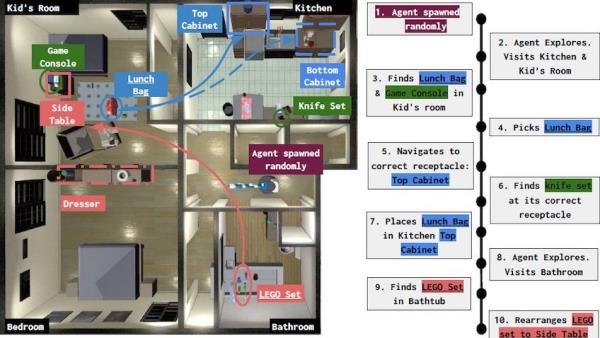 Kid's Room
Top
Cabinet
Kitchen
Game
Console
Lunch
Bag
Bottom
Cabinet
Side
Table
Knife Set
Agent spawned
randomly
Dresser
LEGO Set
Bedroom
Bathroom
1. Agent spawned
randomly
2. Agent Explores.
Visits Kitchen &
Kid's Room
3. Finds Lunch Bag
& Game Console in
Kid's room
4. Picks Lunch Bag
5. Navigates to
correct receptacle:
Top Cabinet
6. Finds knife set
at its correct
receptacle
7. Places Lunch Bag
in Kitchen Top
Cabinet
8. Agent Explores.
Visits Bathroom
9. Finds LEGO Set
in Bathtub
10. Rearranges LEGO
set to Side Table